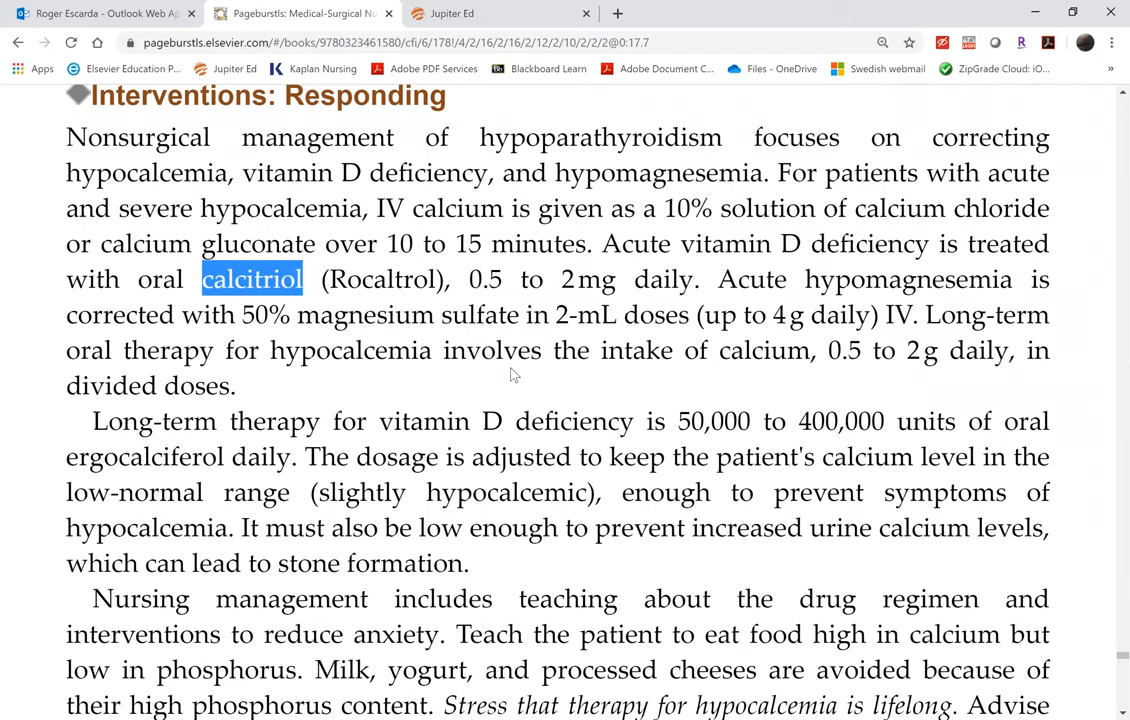 Roger Escarda - Outlook Web Ap
Pageburstls: Medical-Surgical Nu
Jupiter Ed
pageburstls.elsevier.com/#/books/9780323461580/cfi/6/178!/4/2/16/2/16/2/12/2/10/2/2/2@0:17.7
Apps Elsevier Education P... Jupiter Ed Kaplan Nursing Adobe PDF Services Blackboard Learn Adobe Document C... Files - OneDrive Swedish webmail ZipGrade Cloud: iO... »
Interventions: Responding
Nonsurgical management of hypoparathyroidism focuses on correcting
hypocalcemia, vitamin D deficiency, and hypomagnesemia. For patients with acute
and severe hypocalcemia, IV calcium is given as a 10% solution of calcium chloride
or calcium gluconate over 10 to 15 minutes. Acute vitamin D deficiency is treated
with oral calcitriol (Rocaltrol), 0.5 to 2 mg daily. Acute hypomagnesemia is
corrected with 50% magnesium sulfate in 2-mL doses (up to 4 g daily) IV. Long-term
oral therapy for hypocalcemia involves the intake of calcium, 0.5 to 2 g daily, in
divided doses.
Long-term therapy for vitamin D deficiency is 50,000 to 400,000 units of oral
ergocalciferol daily. The dosage is adjusted to keep the patient's calcium level in the
low-normal range (slightly hypocalcemic), enough to prevent symptoms of
hypocalcemia. It must also be low enough to prevent increased urine calcium levels,
which can lead to stone formation.
Nursing management includes teaching about the drug regimen and
interventions to reduce anxiety. Teach the patient to eat food high in calcium but
low in phosphorus. Milk, yogurt, and processed cheeses are avoided because of
their high phosphorus content. Stress that therapy for hypocalcemia is lifelong. Advise